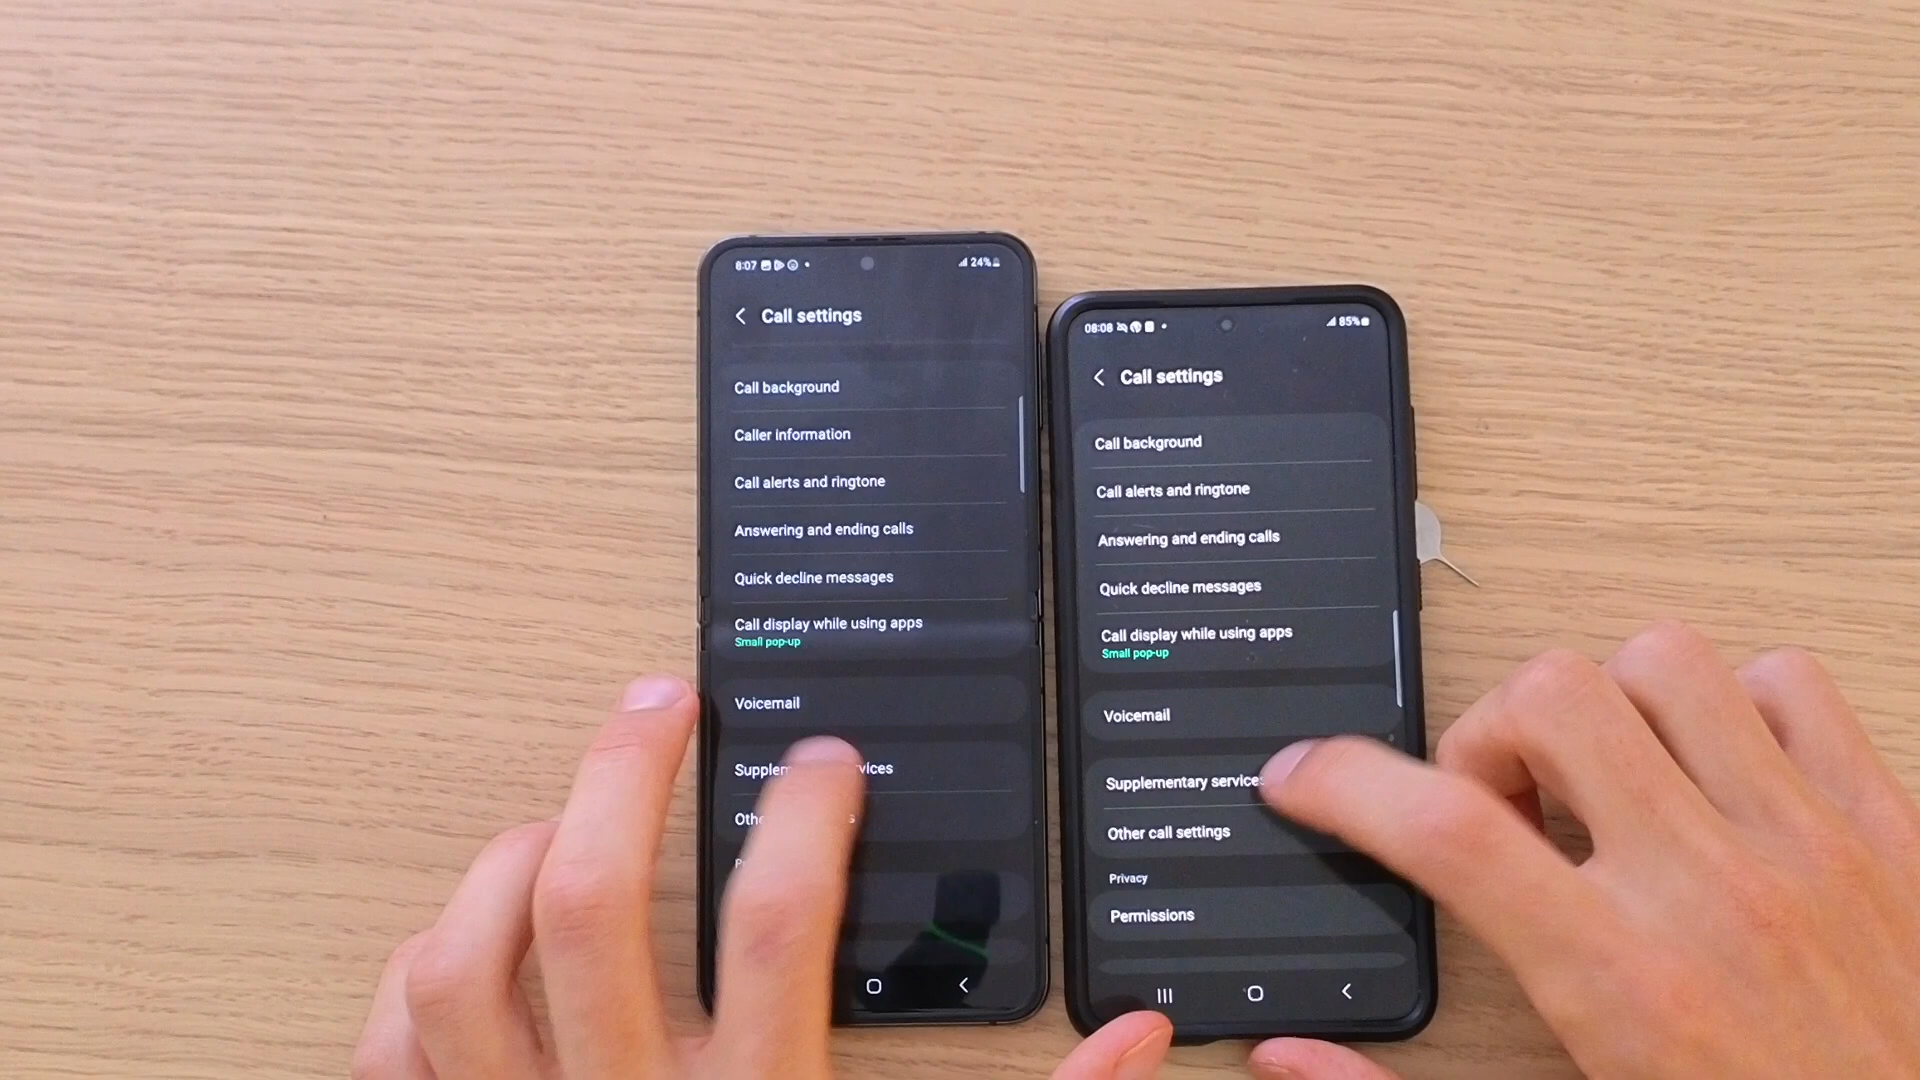 8:07
24%
Call settings
Call background
Caller information
Call alerts and ringtone
Answering and ending calls
Quick decline messages
Call display while using apps
Small pop-up
Voicemail
08:08
85%
Call settings
Call background
Call alerts and ringtone
Answering and ending calls
Quick decline messages
Call display while using apps
Small pop-up
Voicemail
Supplementary services
Other call settings
Privacy
Permissions